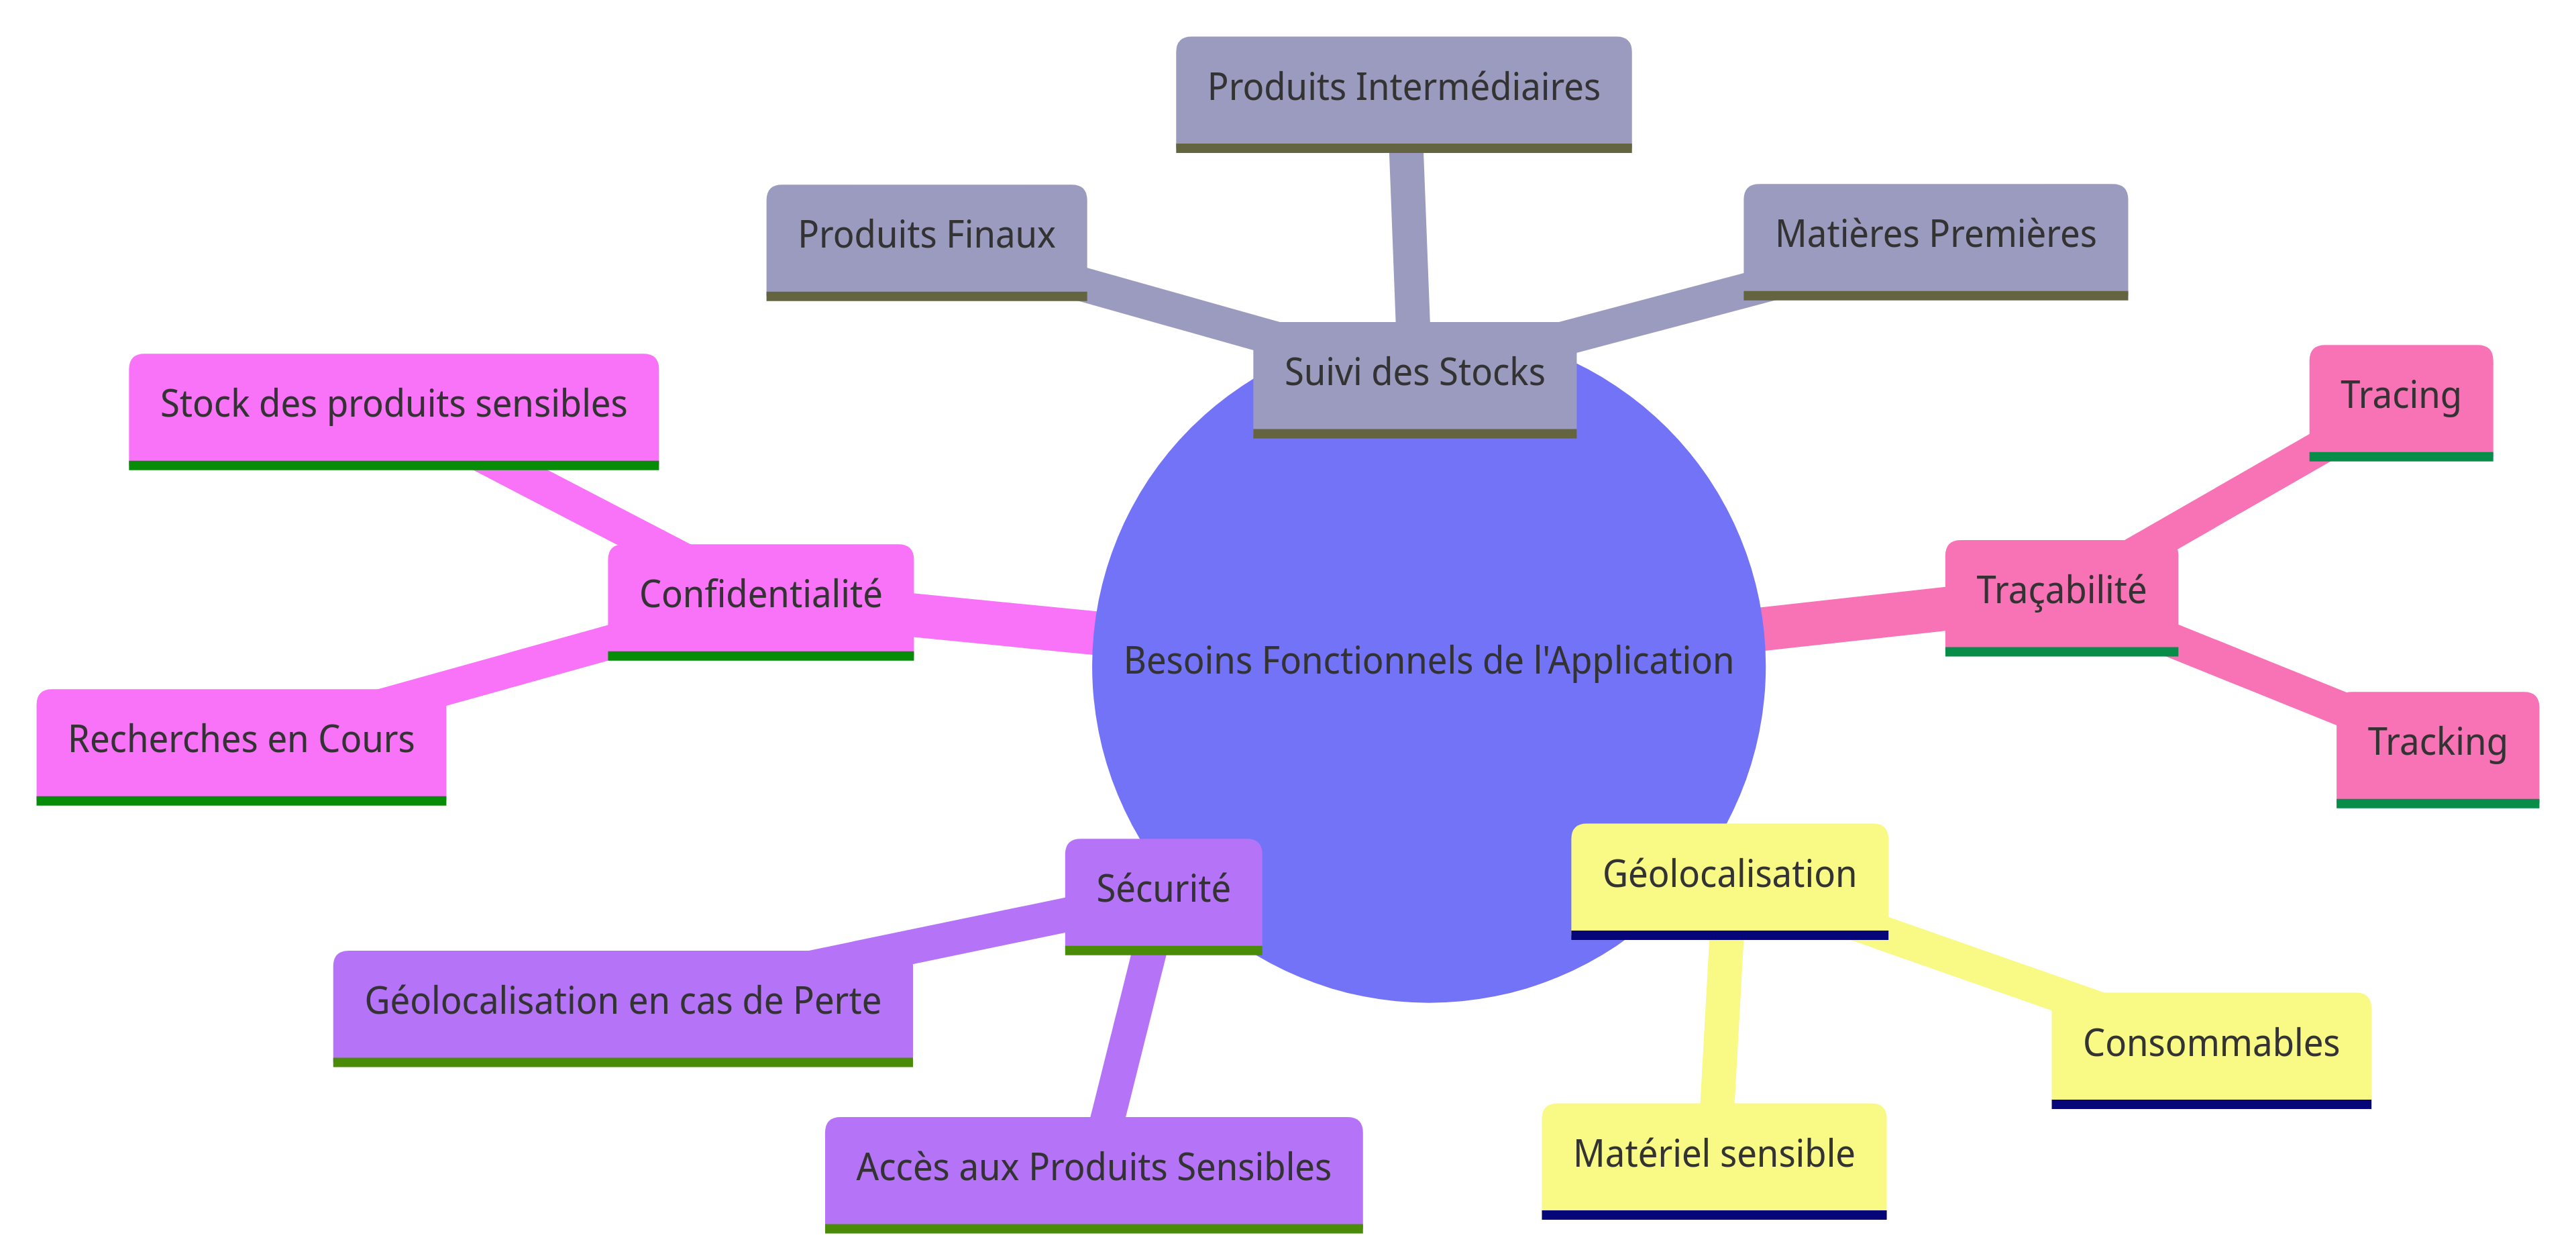 Produits Intermédiaires
Produits Finaux
Matières Premières
Suivi des Stocks
Stock des produits sensibles
Tracing
Confidentialité
Traçabilité
Besoins Fonctionnels de l'Application
Recherches en Cours
Tracking
Sécurité
Géolocalisation
Géolocalisation en cas de Perte
Consommables
Accès aux Produits Sensibles
Matériel sensible